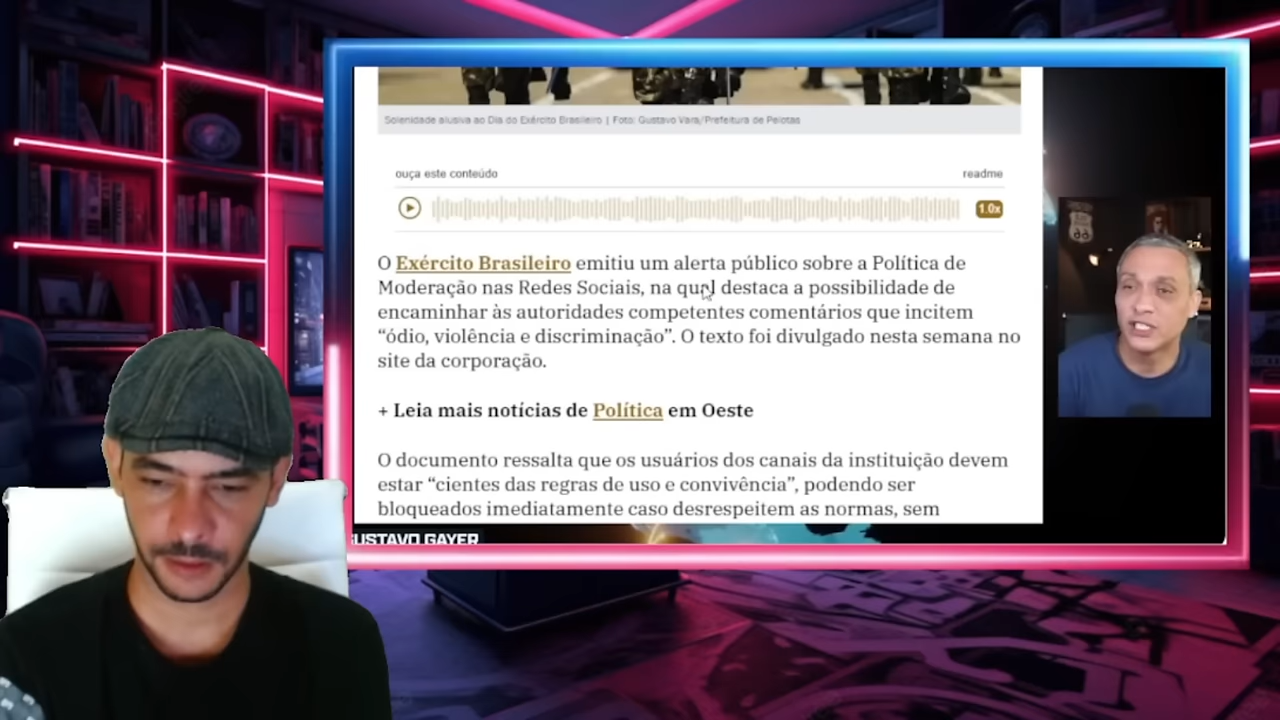 Solenidade alusiva ao Dia do Exército Brasileiro | Foto: Gustavo Vara/Prefeitura de Pelotas
ouça este conteúdo
readme
1.0x
O Exército Brasileiro emitiu um alerta público sobre a Política de
Moderação nas Redes Sociais, na qual destaca a possibilidade de
encaminhar às autoridades competentes comentários que incitem
“ódio, violência e discriminação”. O texto foi divulgado nesta semana no
site da corporação.
+ Leia mais notícias de Política em Oeste
O documento ressalta que os usuários dos canais da instituição devem
estar “cientes das regras de uso e convivência”, podendo ser
bloqueados imediatamente caso desrespeitem as normas, sem
GUSTAVO GAYER